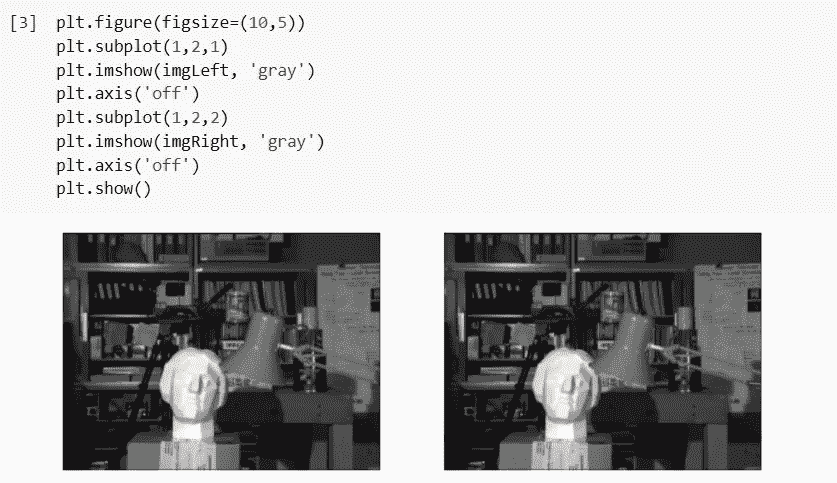 [3] plt.figure(figsize=(10,5))
plt.subplot(1,2,1)
plt.imshow(imgLeft, 'gray')
plt.axis('off')
plt.subplot(1,2,2)
plt.imshow(imgRight, 'gray')
plt.axis('off')
plt.show()